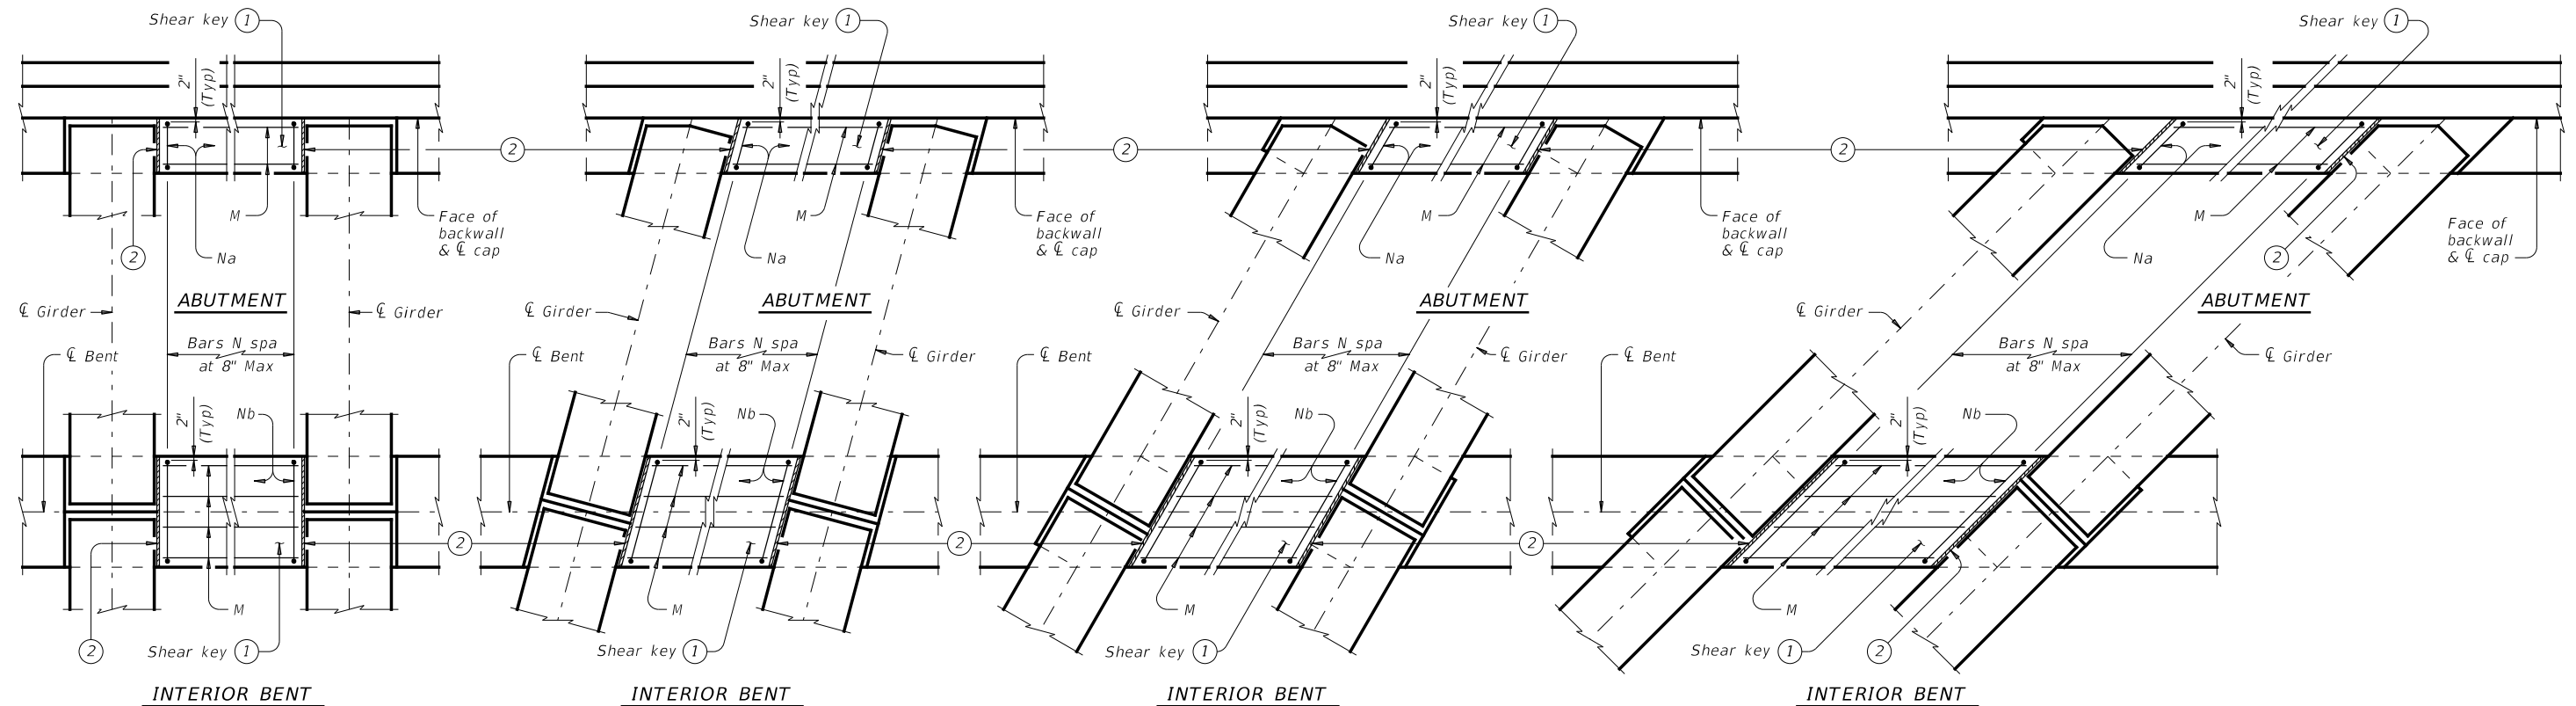 Shear key 1
2"
(Typ)
2
M
Na
2
Face of
backwall
& ℄ cap
ABUTMENT
℄ Girder
℄ Girder
Bars N spa
at 8" Max
℄ Bent
2"
(Typ)
Nb
2
M
2
Shear key 1
INTERIOR BENT
Shear key 1
2"
(Typ)
2
M
Na
Face of
backwall
& ℄ cap
ABUTMENT
℄ Girder
℄ Girder
Bars N spa
at 8" Max
℄ Bent
2"
(Typ)
Nb
2
M
Shear key 1
INTERIOR BENT
Shear key 1
2"
(Typ)
2
M
Na
Face of
backwall
& ℄ cap
ABUTMENT
℄ Girder
℄ Girder
Bars N spa
at 8" Max
℄ Bent
2"
(Typ)
Nb
2
M
Shear key 1
INTERIOR BENT
Shear key 1
2"
(Typ)
M
Na
2
Face of
backwall
& ℄ cap
ABUTMENT
℄ Girder
℄ Girder
Bars N spa
at 8" Max
℄ Bent
2"
(Typ)
Nb
M
Shear key 1
2
INTERIOR BENT